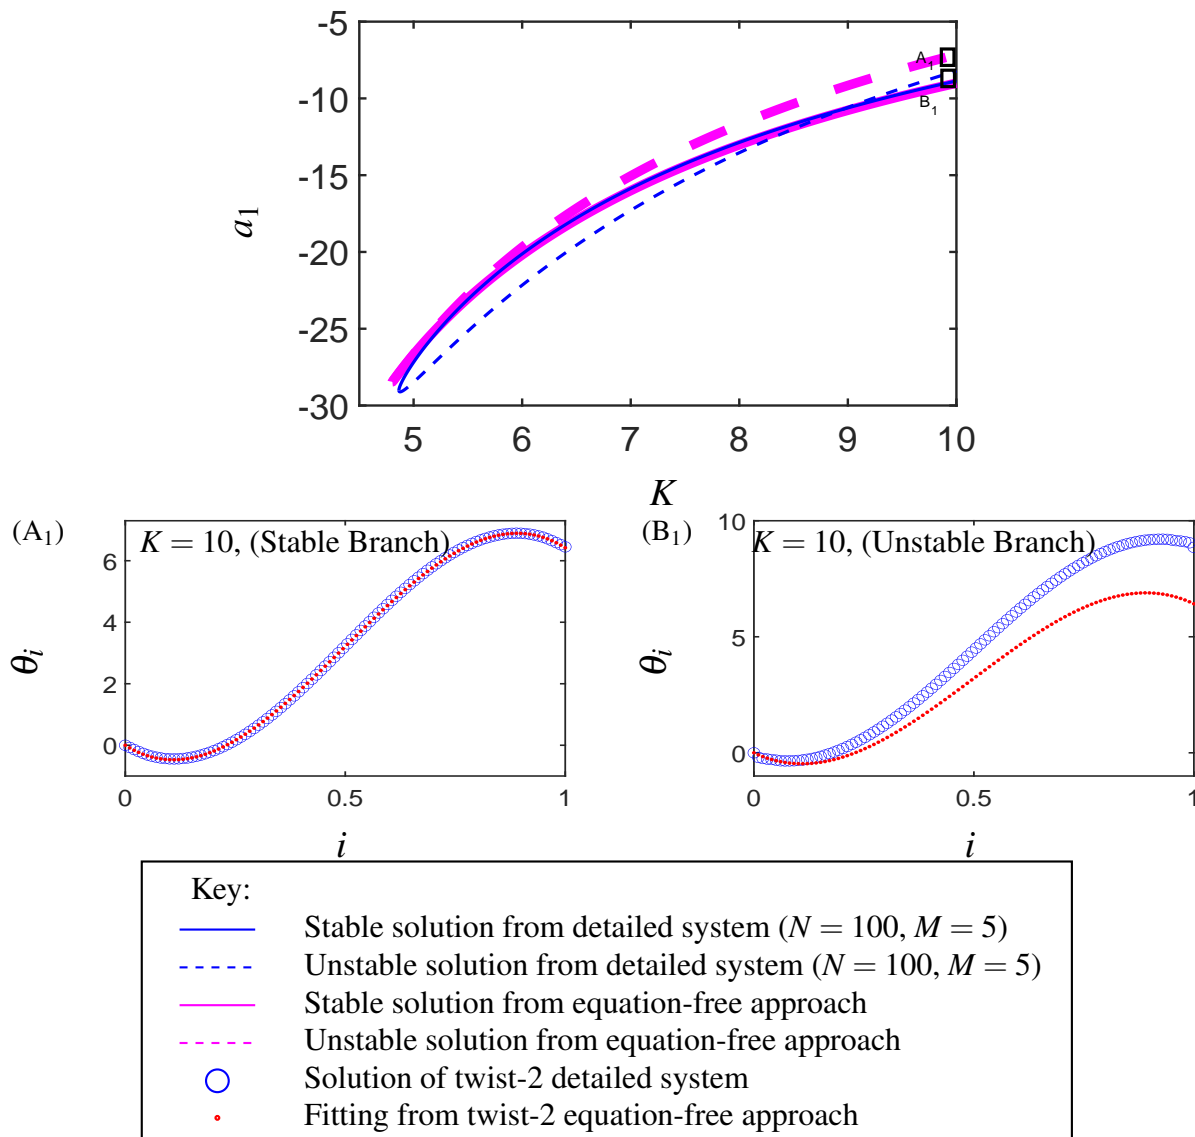 -5
-10
-15
-20
-25
-30
a1
A1
B1
5 6 7 8 9 10
K
(A1)
K = 10, (Stable Branch)
6
4
2
0
θi
0 0.5 1
i
(B1)
K = 10, (Unstable Branch)
10
5
0
θi
0 0.5 1
i
Key:
Stable solution from detailed system (N = 100, M = 5)
Unstable solution from detailed system (N = 100, M = 5)
Stable solution from equation-free approach
Unstable solution from equation-free approach
Solution of twist-2 detailed system
Fitting from twist-2 equation-free approach